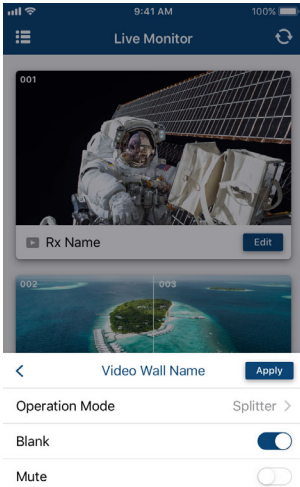 9:41 AM
100%
Live Monitor
001
Rx Name
Edit
002
003
Video Wall Name
Apply
Operation Mode
Splitter
Blank
Mute